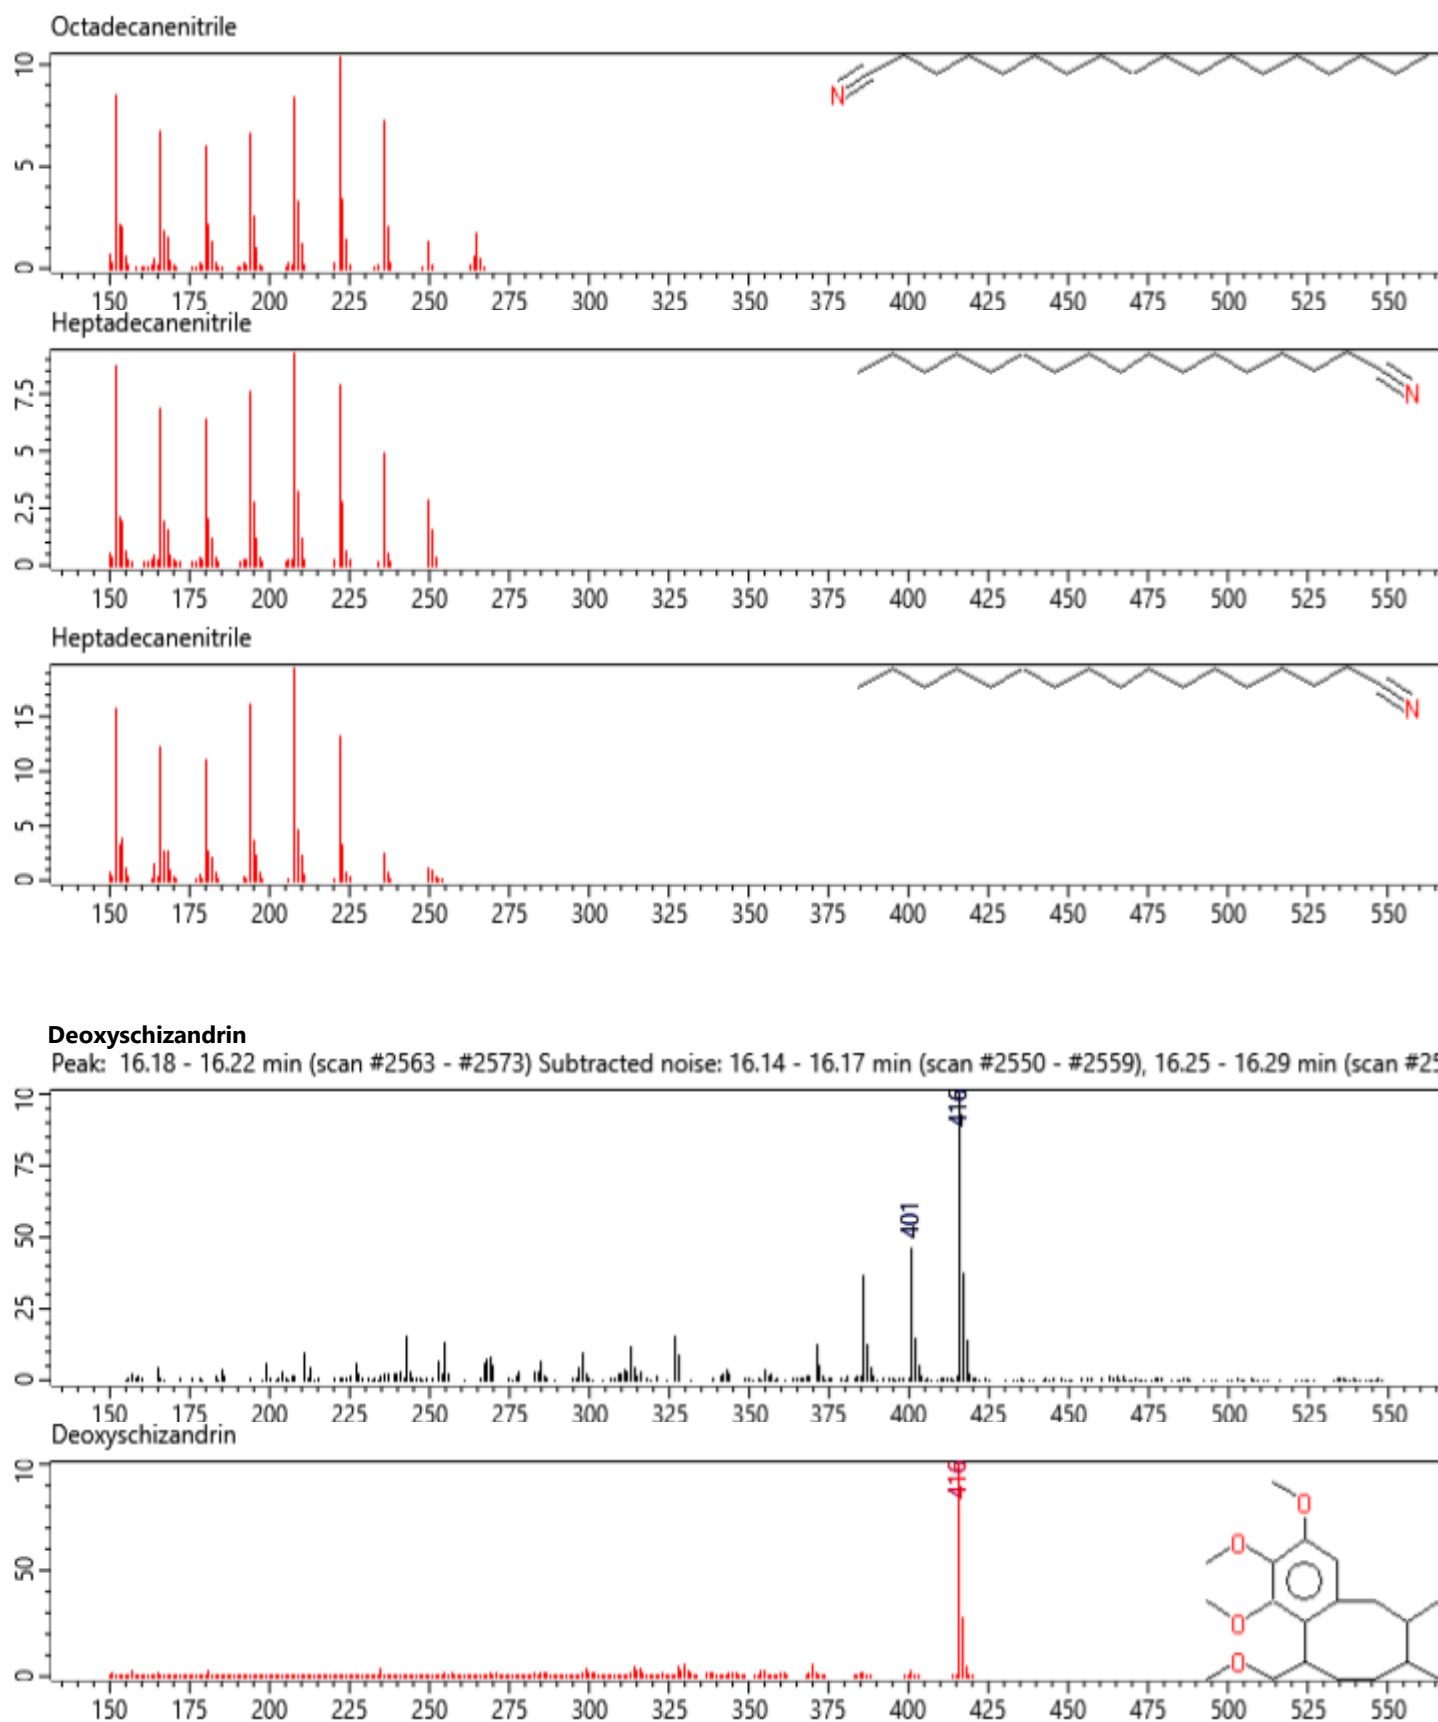 Octadecanenitrile
10
5
0
N
150 175 200 225 250 275 300 325 350 375 400 425 450 475 500 525 550
Heptadecanenitrile
7.5
5
2.5
0
N
150 175 200 225 250 275 300 325 350 375 400 425 450 475 500 525 550
Heptadecanenitrile
15
10
5
0
N
150 175 200 225 250 275 300 325 350 375 400 425 450 475 500 525 550
Deoxyschizandrin
Peak: 16.18 - 16.22 min (scan #2563 - #2573) Subtracted noise: 16.14 - 16.17 min (scan #2550 - #2559), 16.25 - 16.29 min (scan #25
10
75
50
25
0
401
416
150 175 200 225 250 275 300 325 350 375 400 425 450 475 500 525 550
Deoxyschizandrin
10
50
0
416
O
O
O
O
150 175 200 225 250 275 300 325 350 375 400 425 450 475 500 525 550